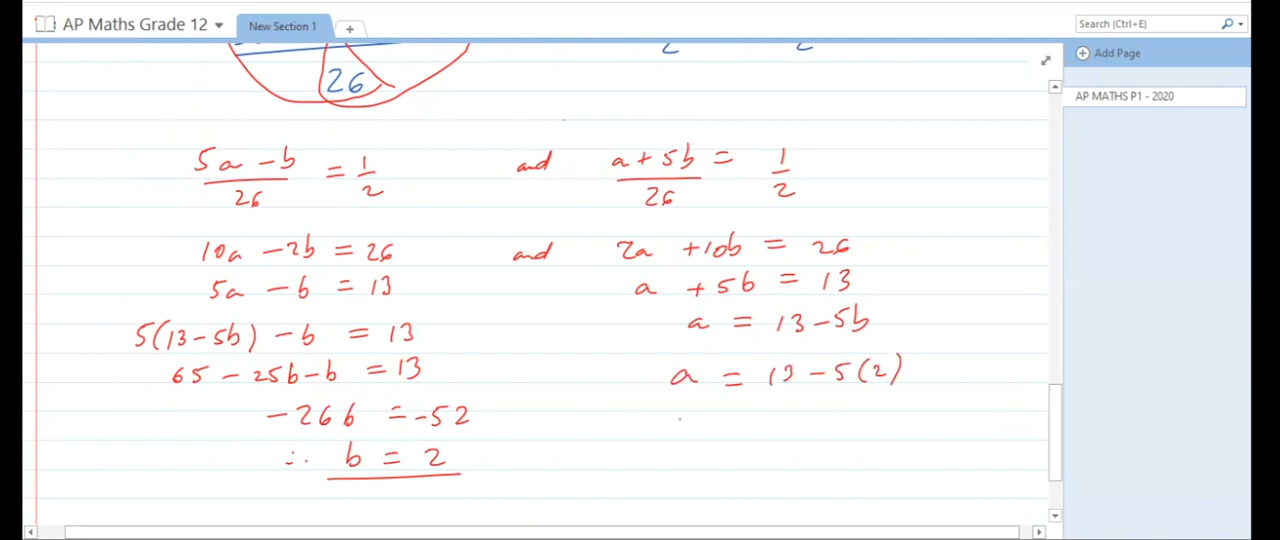 AP Maths Grade 12
New Section 1
Search (Ctrl+E)
Add Page
AP MATHS P1 - 2020
2 2
26
5a - b / 26 = 1/2 and a + 5b / 26 = 1/2
10a - 2b = 26 and 2a + 10b = 26
5a - b = 13 a + 5b = 13
5(13 - 5b) - b = 13 a = 13 - 5b
65 - 25b - b = 13 a = 13 - 5(2)
-26b = -52
∴ b = 2